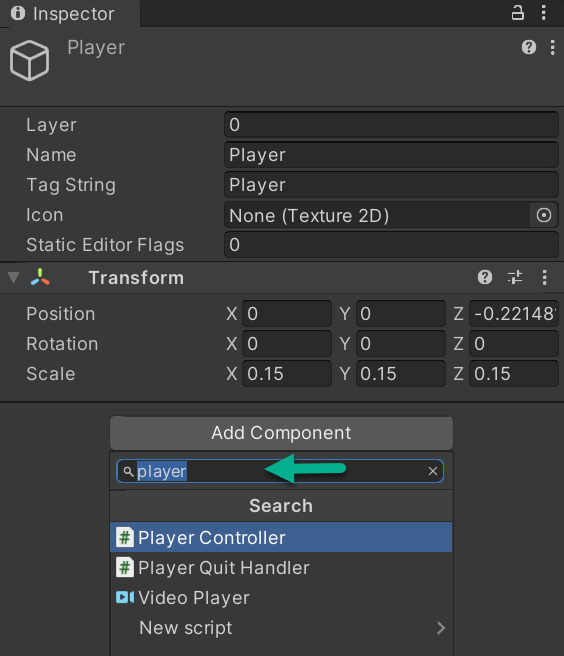 Inspector
Player
Layer 0
Name Player
Tag String Player
Icon None (Texture 2D)
Static Editor Flags 0
Transform
Position X 0 Y 0 Z -0.22148
Rotation X 0 Y 0 Z 0
Scale X 0.15 Y 0.15 Z 0.15
Add Component
player
Search
# Player Controller
# Player Quit Handler
Video Player
New script